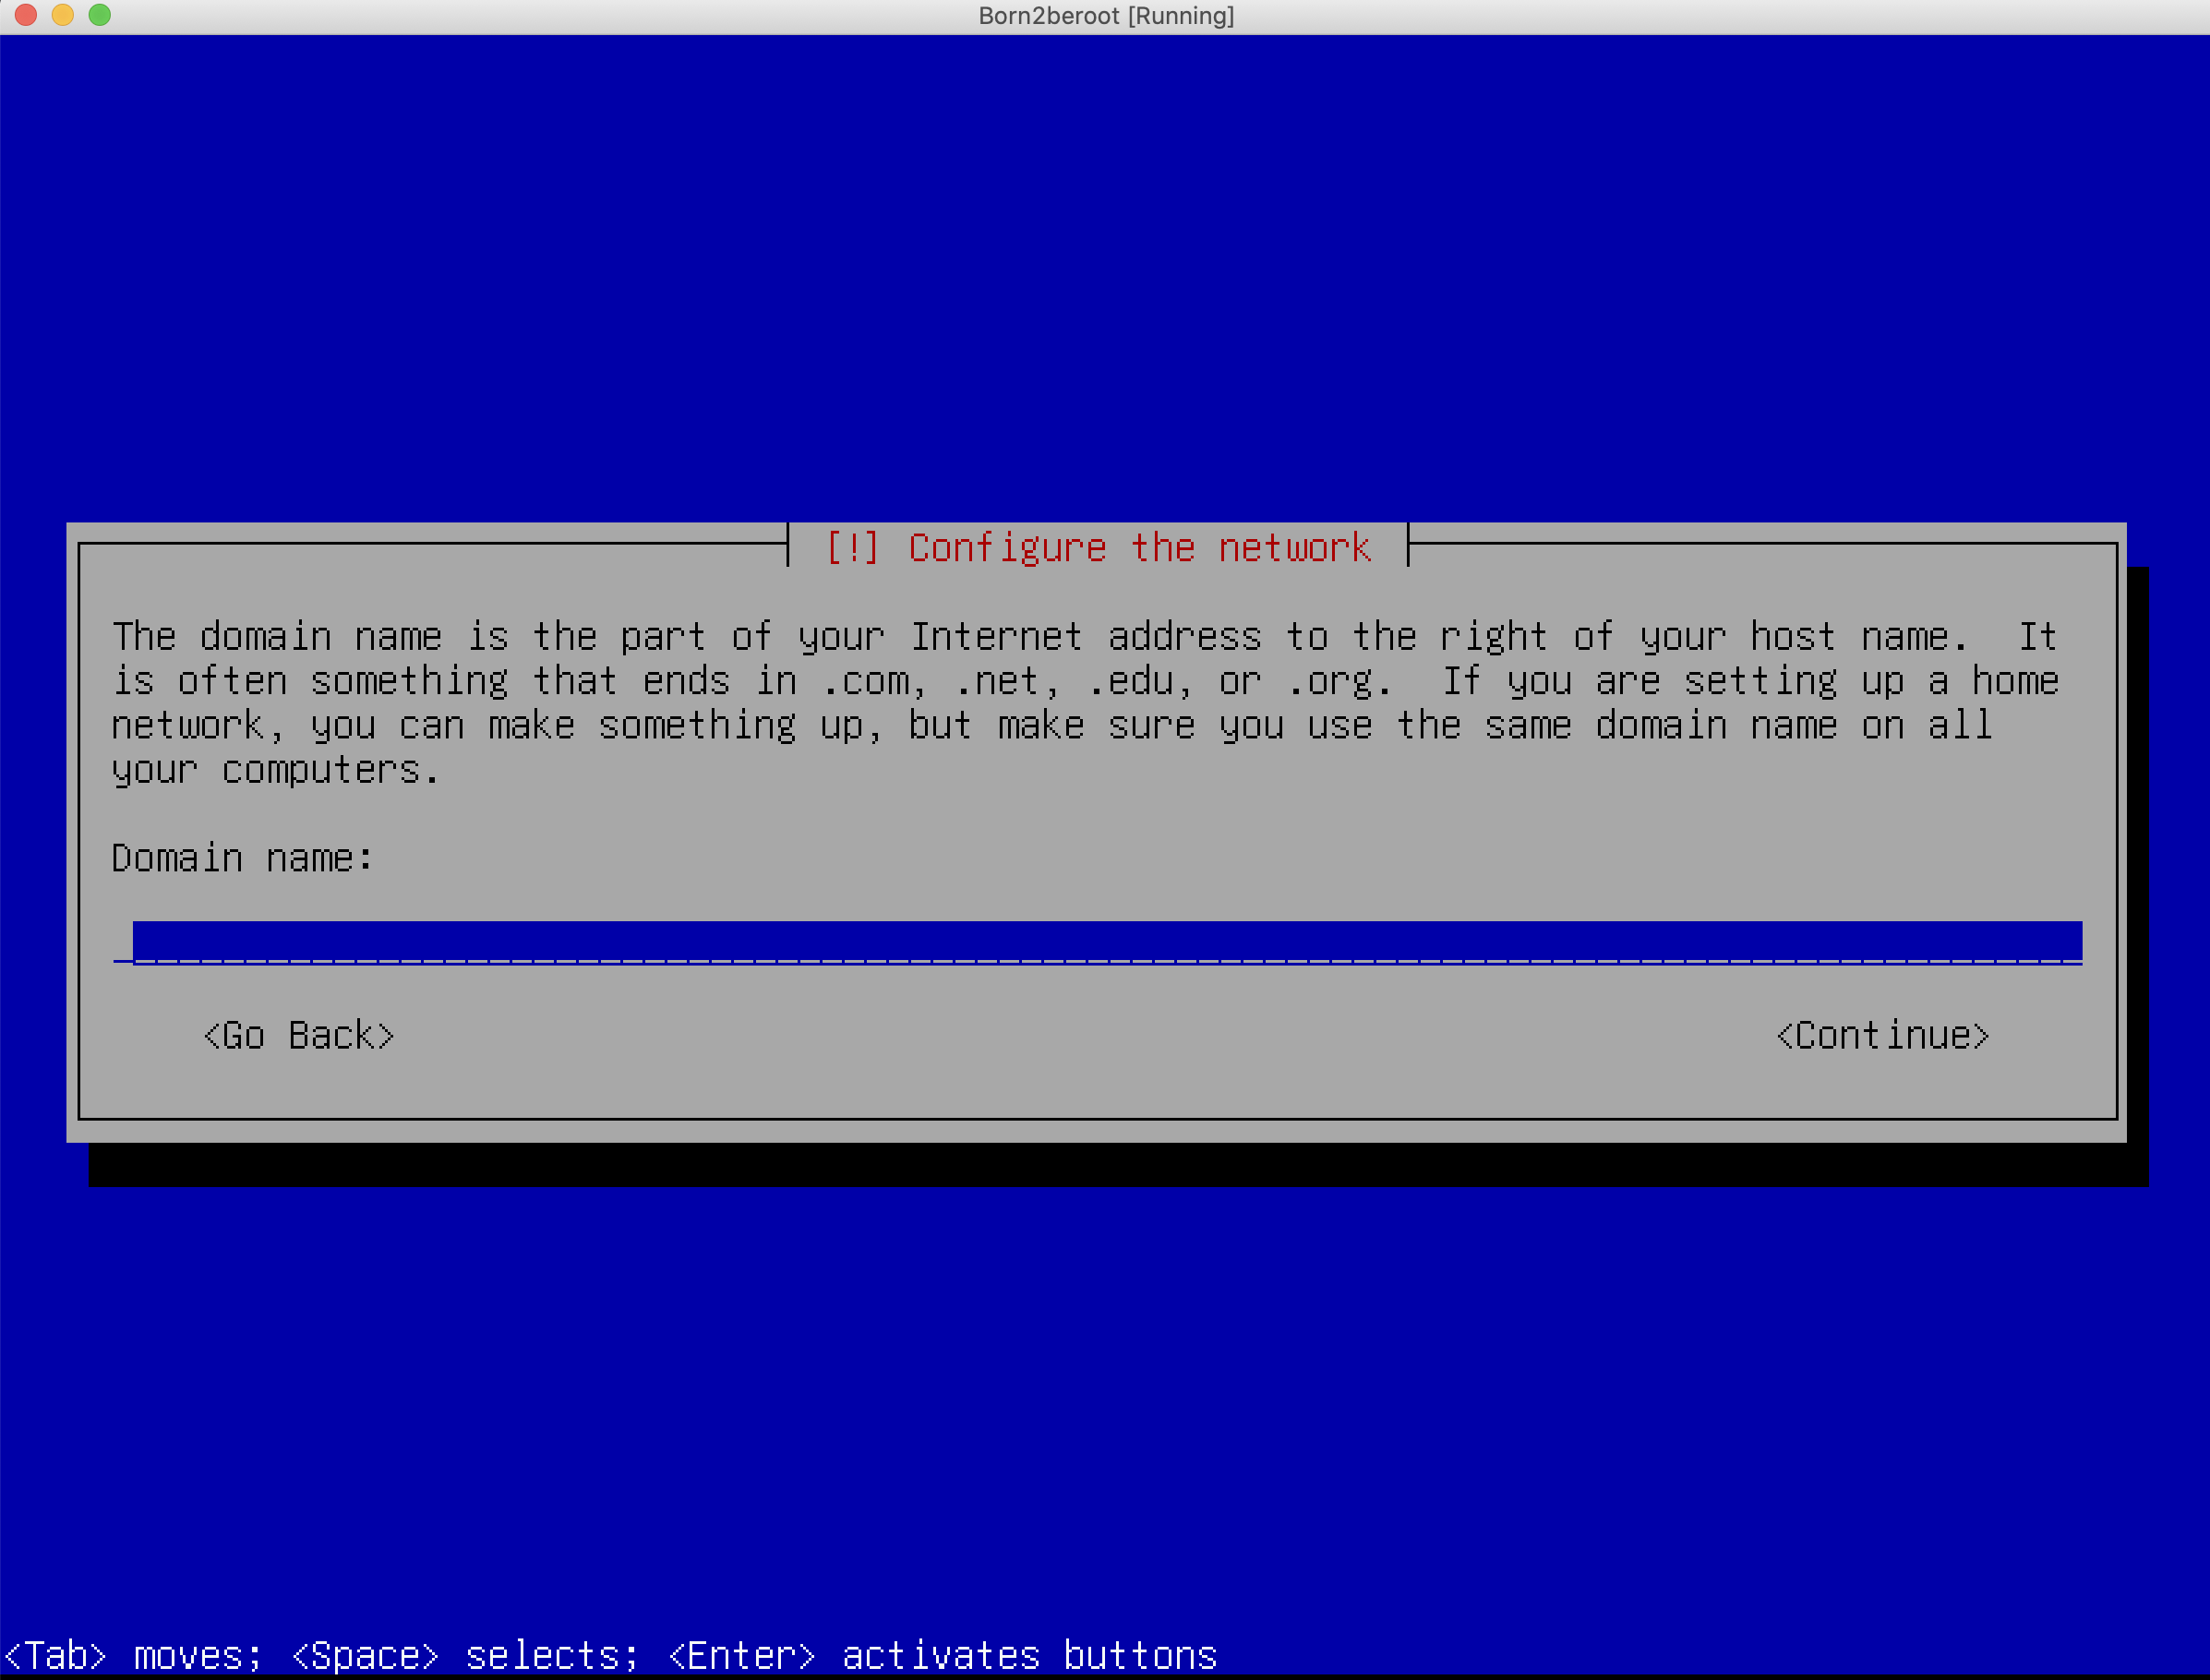 Born2beroot [Running]
[!] Configure the network
The domain name is the part of your Internet address to the right of your host name.  It
is often something that ends in .com, .net, .edu, or .org.  If you are setting up a home
network, you can make something up, but make sure you use the same domain name on all
your computers.
Domain name:
<Go Back> <Continue>
<Tab> moves; <Space> selects; <Enter> activates buttons